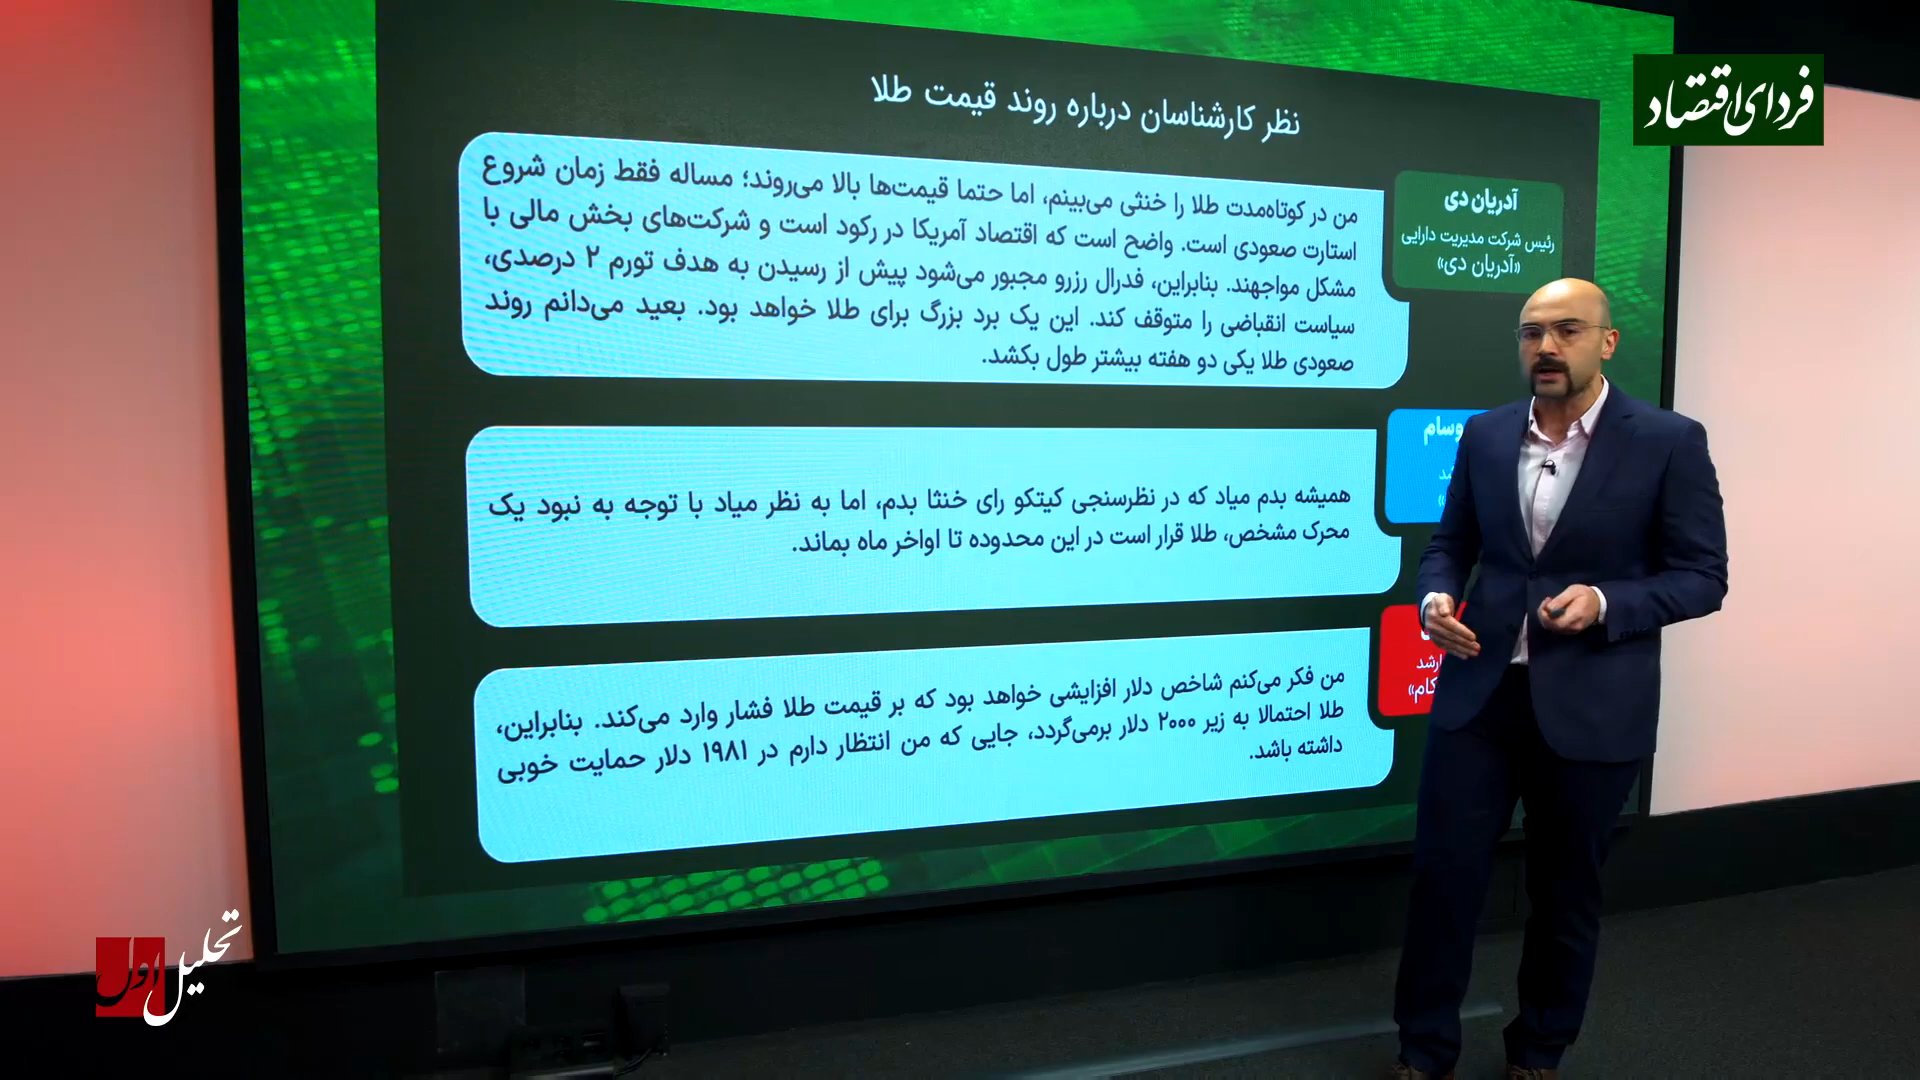 فردای اقتصاد
نظر کارشناسان درباره روند قیمت طلا
آدریان دی
رئیس شرکت مدیریت دارایی
«آدریان دی»
من در کوتاه‌مدت طلا را خنثی می‌بینم، اما حتما قیمت‌ها بالا می‌روند؛ مساله فقط زمان شروع
استارت صعودی است. واضح است که اقتصاد آمریکا در رکود است و شرکت‌های بخش مالی با
مشکل مواجهند. بنابراین، فدرال رزرو مجبور می‌شود پیش از رسیدن به هدف تورم ۲ درصدی،
سیاست انقباضی را متوقف کند. این یک برد بزرگ برای طلا خواهد بود. بعید می‌دانم روند
صعودی طلا یکی دو هفته بیشتر طول بکشد.
وسام
همیشه بدم میاد که در نظرسنجی کیتکو رای خنثا بدم، اما به نظر میاد با توجه به نبود یک
محرک مشخص، طلا قرار است در این محدوده تا اواخر ماه بماند.
من فکر می‌کنم شاخص دلار افزایشی خواهد بود که بر قیمت طلا فشار وارد می‌کند. بنابراین،
طلا احتمالا به زیر ۲۰۰۰ دلار برمی‌گردد، جایی که من انتظار دارم در ۱۹۸۱ دلار حمایت خوبی
داشته باشد.
تحلیل اول